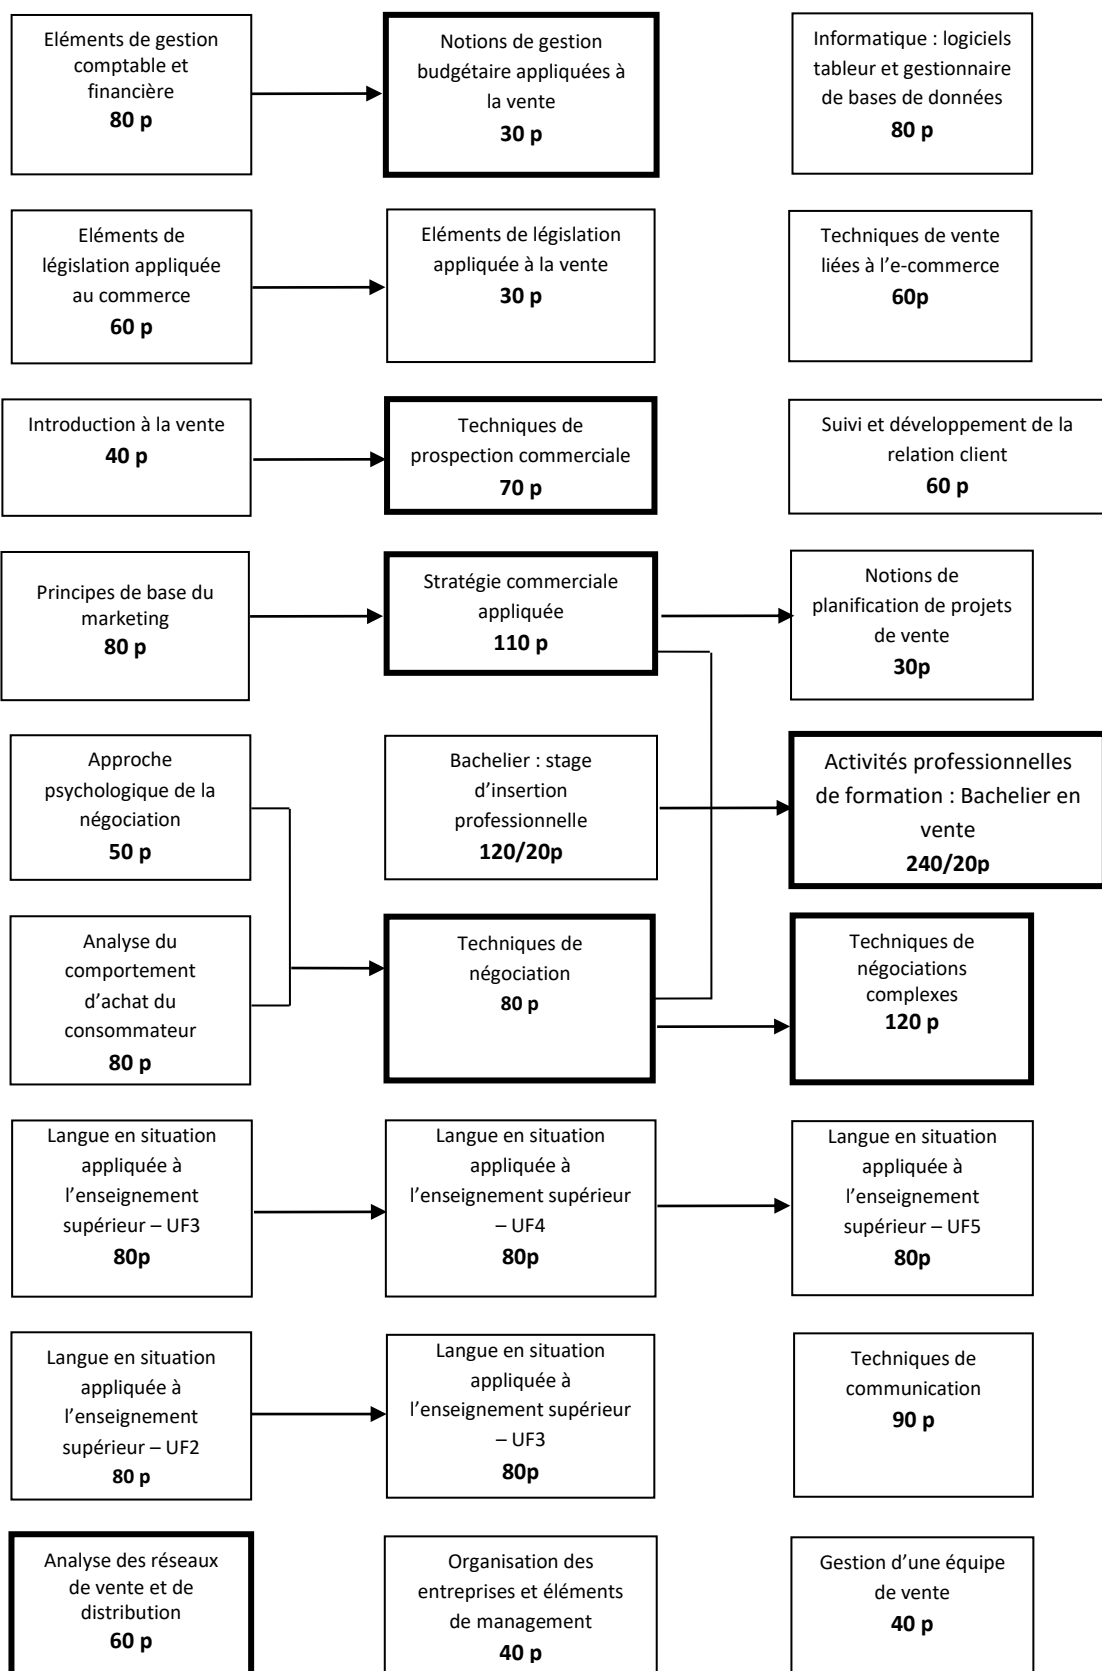 Eléments de gestion
comptable et
financière
80 p
Notions de gestion
budgétaire appliquées à
la vente
30 p
Informatique : logiciels
tableur et gestionnaire
de bases de données
80 p
Eléments de
législation appliquée
au commerce
60 p
Eléments de législation
appliquée à la vente
30 p
Techniques de vente
liées à l’e-commerce
60p
Introduction à la vente
40 p
Techniques de
prospection commerciale
70 p
Suivi et développement de la
relation client
60 p
Principes de base du
marketing
80 p
Stratégie commerciale
appliquée
110 p
Notions de
planification de projets
de vente
30p
Approche
psychologique de la
négociation
50 p
Bachelier : stage
d’insertion
professionnelle
120/20p
Activités professionnelles
de formation : Bachelier en
vente
240/20p
Analyse du
comportement
d’achat du
consommateur
80 p
Techniques de
négociation
80 p
Techniques de
négociations
complexes
120 p
Langue en situation
appliquée à
l’enseignement
supérieur – UF3
80p
Langue en situation
appliquée à
l’enseignement supérieur
– UF4
80p
Langue en situation
appliquée à
l’enseignement
supérieur – UF5
80p
Langue en situation
appliquée à
l’enseignement
supérieur – UF2
80 p
Langue en situation
appliquée à
l’enseignement supérieur
– UF3
80p
Techniques de
communication
90 p
Analyse des réseaux
de vente et de
distribution
60 p
Organisation des
entreprises et éléments
de management
40 p
Gestion d’une équipe
de vente
40 p